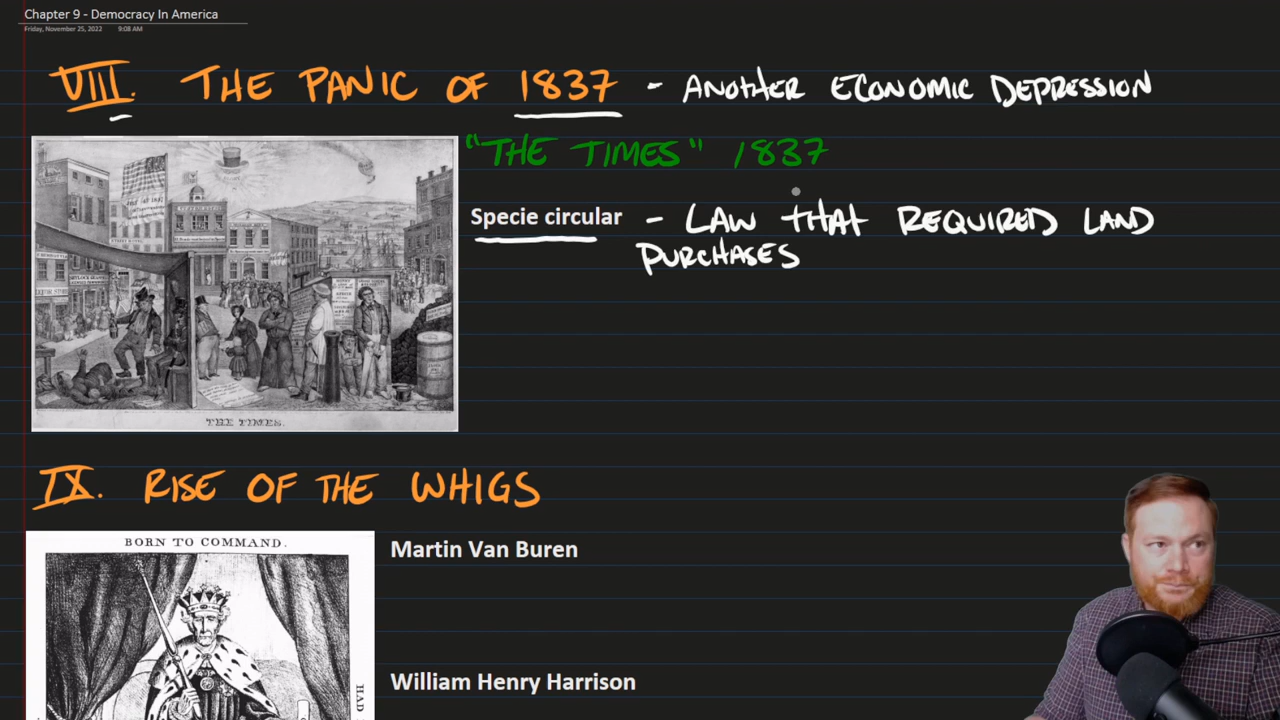 Chapter 9 - Democracy In America
Friday, November 25, 2022 9:08 AM
VIII. THE PANIC OF 1837 - ANOTHER ECONOMIC DEPRESSION
"THE TIMES" 1837
Specie circular - LAW THAT REQUIRED LAND
PURCHASES
THE TIMES.
IX. RISE OF THE WHIGS
BORN TO COMMAND.
Martin Van Buren
HAD
William Henry Harrison